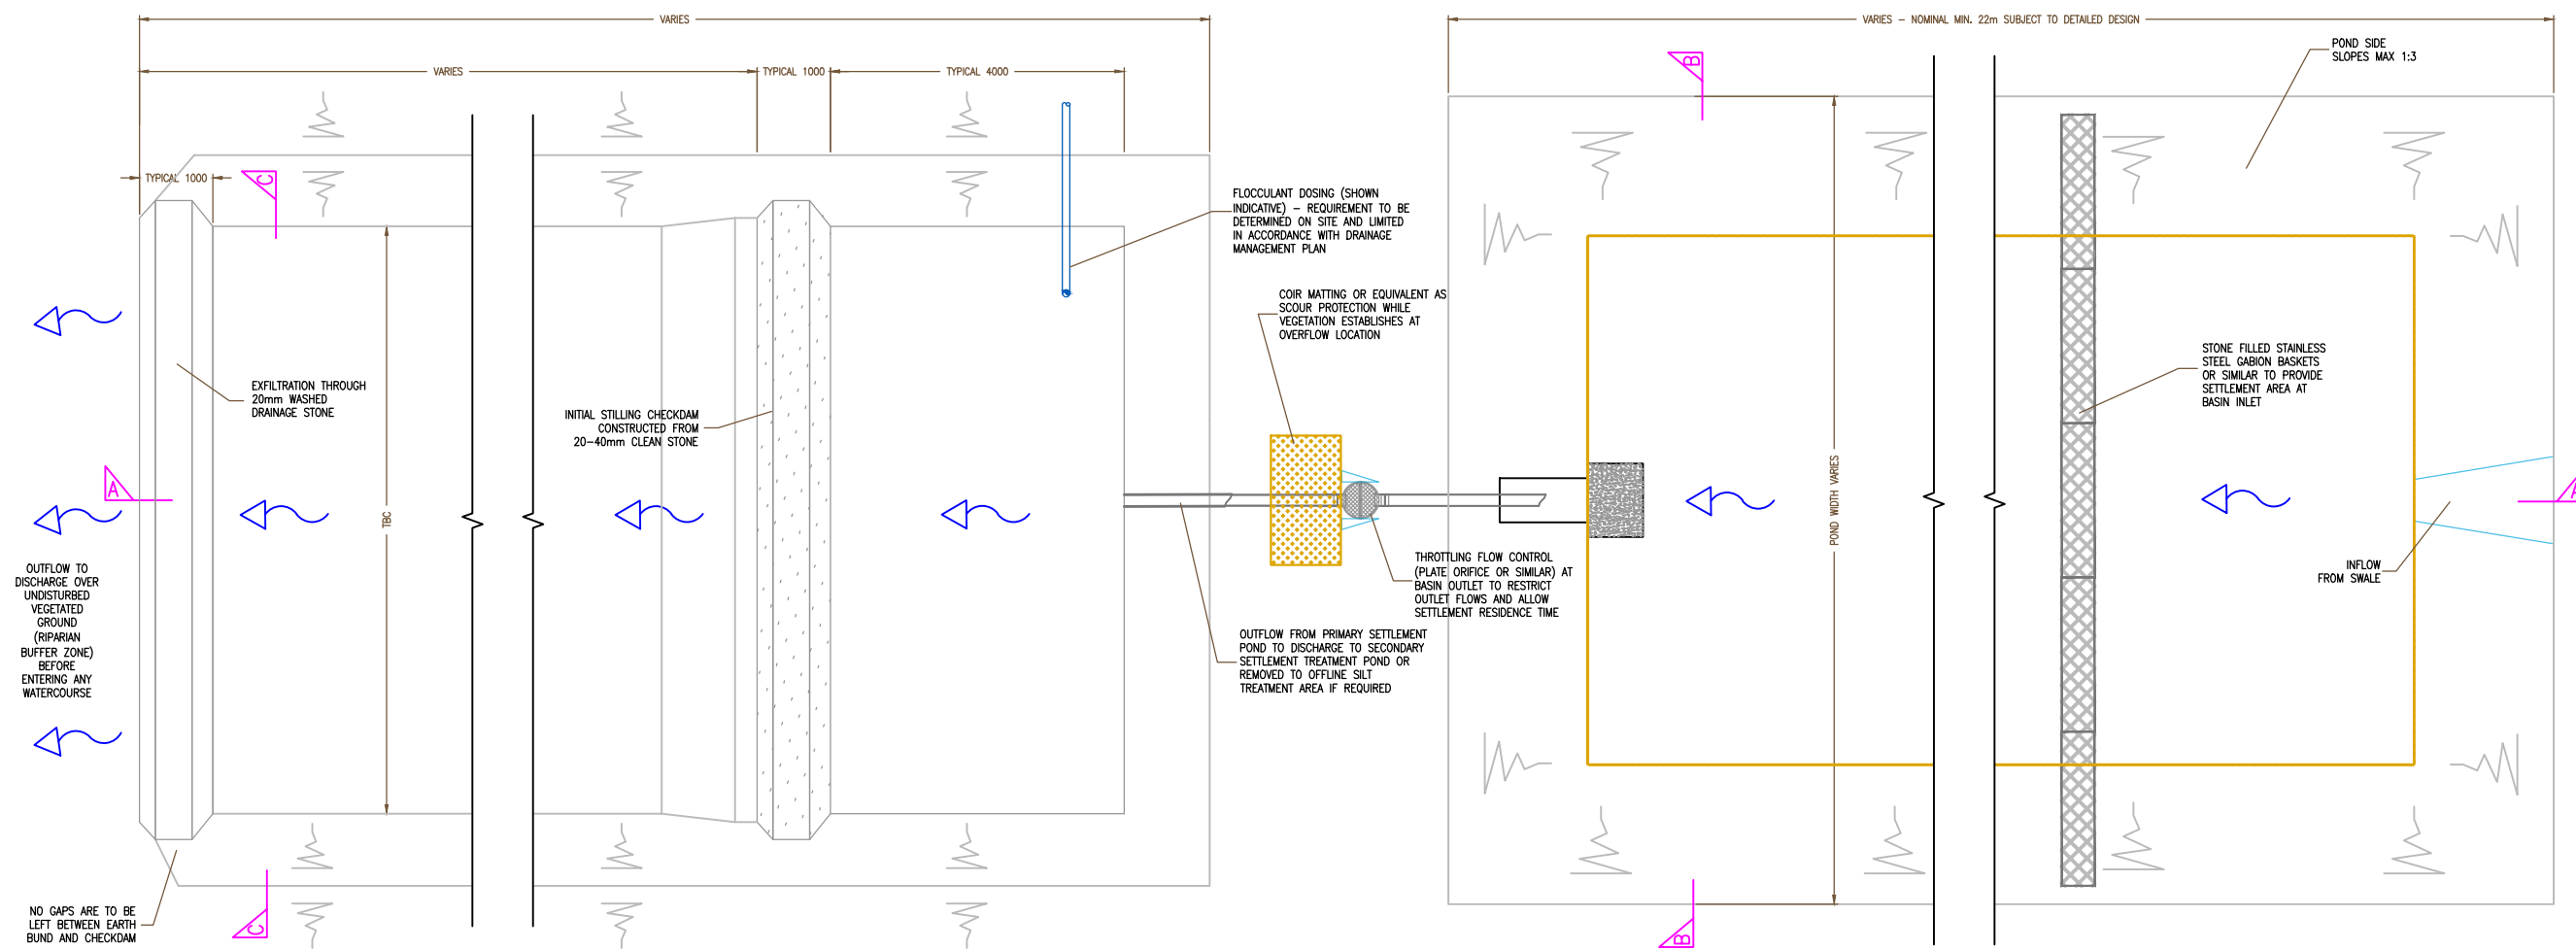 VARIES
VARIES – NOMINAL MIN. 22m SUBJECT TO DETAILED DESIGN
POND SIDE
SLOPES MAX 1:3
VARIES
TYPICAL 1000
TYPICAL 4000
B
TYPICAL 1000
C
FLOCCULANT DOSING (SHOWN
INDICATIVE) – REQUIREMENT TO BE
DETERMINED ON SITE AND LIMITED
IN ACCORDANCE WITH DRAINAGE
MANAGEMENT PLAN
COIR MATTING OR EQUIVALENT AS
SCOUR PROTECTION WHILE
VEGETATION ESTABLISHES AT
OVERFLOW LOCATION
STONE FILLED STAINLESS
STEEL GABION BASKETS
OR SIMILAR TO PROVIDE
SETTLEMENT AREA AT
BASIN INLET
EXFILTRATION THROUGH
20mm WASHED
DRAINAGE STONE
INITIAL STILLING CHECKDAM
CONSTRUCTED FROM
20-40mm CLEAN STONE
A
TBC
POND WIDTH VARIES
A
THROTTLING FLOW CONTROL
(PLATE ORIFICE OR SIMILAR) AT
BASIN OUTLET TO RESTRICT
OUTLET FLOWS AND ALLOW
SETTLEMENT RESIDENCE TIME
INFLOW
FROM SWALE
OUTFLOW TO
DISCHARGE OVER
UNDISTURBED
VEGETATED
GROUND
(RIPARIAN
BUFFER ZONE)
BEFORE
ENTERING ANY
WATERCOURSE
OUTFLOW FROM PRIMARY SETTLEMENT
POND TO DISCHARGE TO SECONDARY
SETTLEMENT TREATMENT POND OR
REMOVED TO OFFLINE SILT
TREATMENT AREA IF REQUIRED
NO GAPS ARE TO BE
LEFT BETWEEN EARTH
BUND AND CHECKDAM
C
B